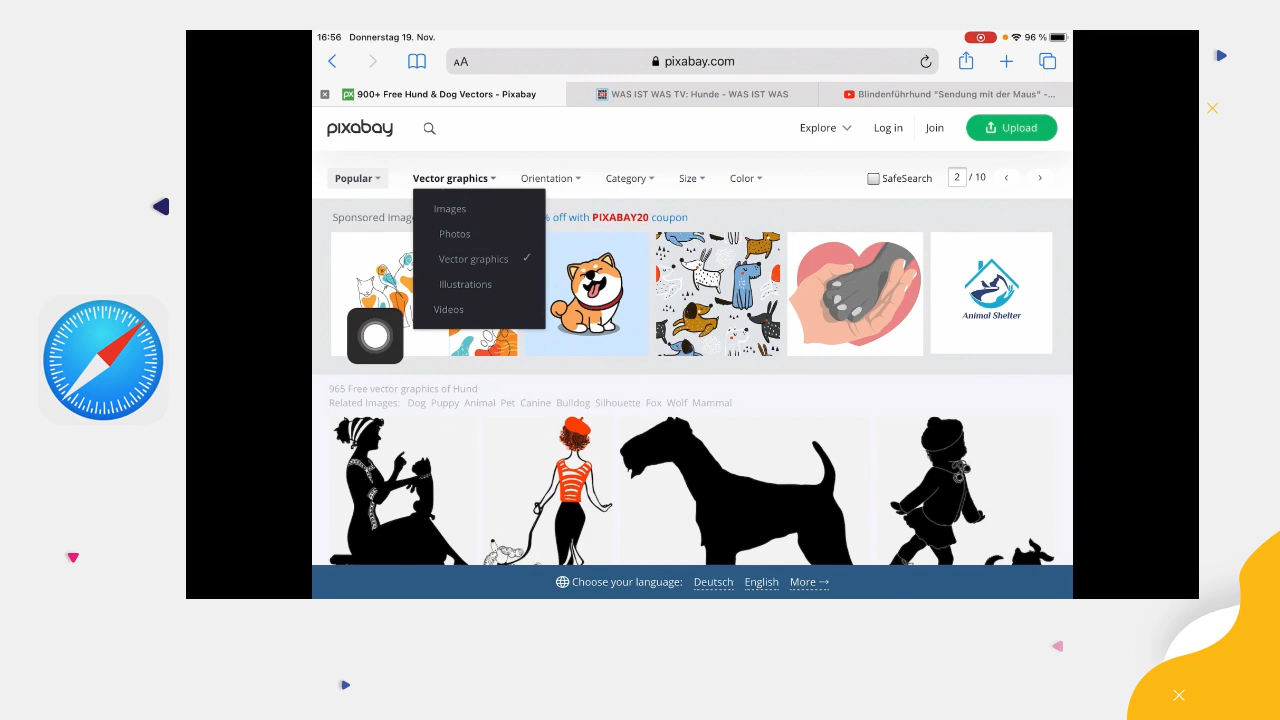 16:56 Donnerstag 19. Nov. 96 %
AA pixabay.com
px 900+ Free Hund & Dog Vectors - Pixabay WAS IST WAS TV: Hunde - WAS IST WAS Blindenführhund "Sendung mit der Maus" -...
pixabay Explore Log in Join Upload
Popular Vector graphics Orientation Category Size Color SafeSearch 2 / 10
Images
Photos
Vector graphics
Illustrations
Videos
Sponsored Imag % off with PIXABAY20 coupon
Animal Shelter
965 Free vector graphics of Hund
Related Images: Dog Puppy Animal Pet Canine Bulldog Silhouette Fox Wolf Mammal
Choose your language: Deutsch English More →